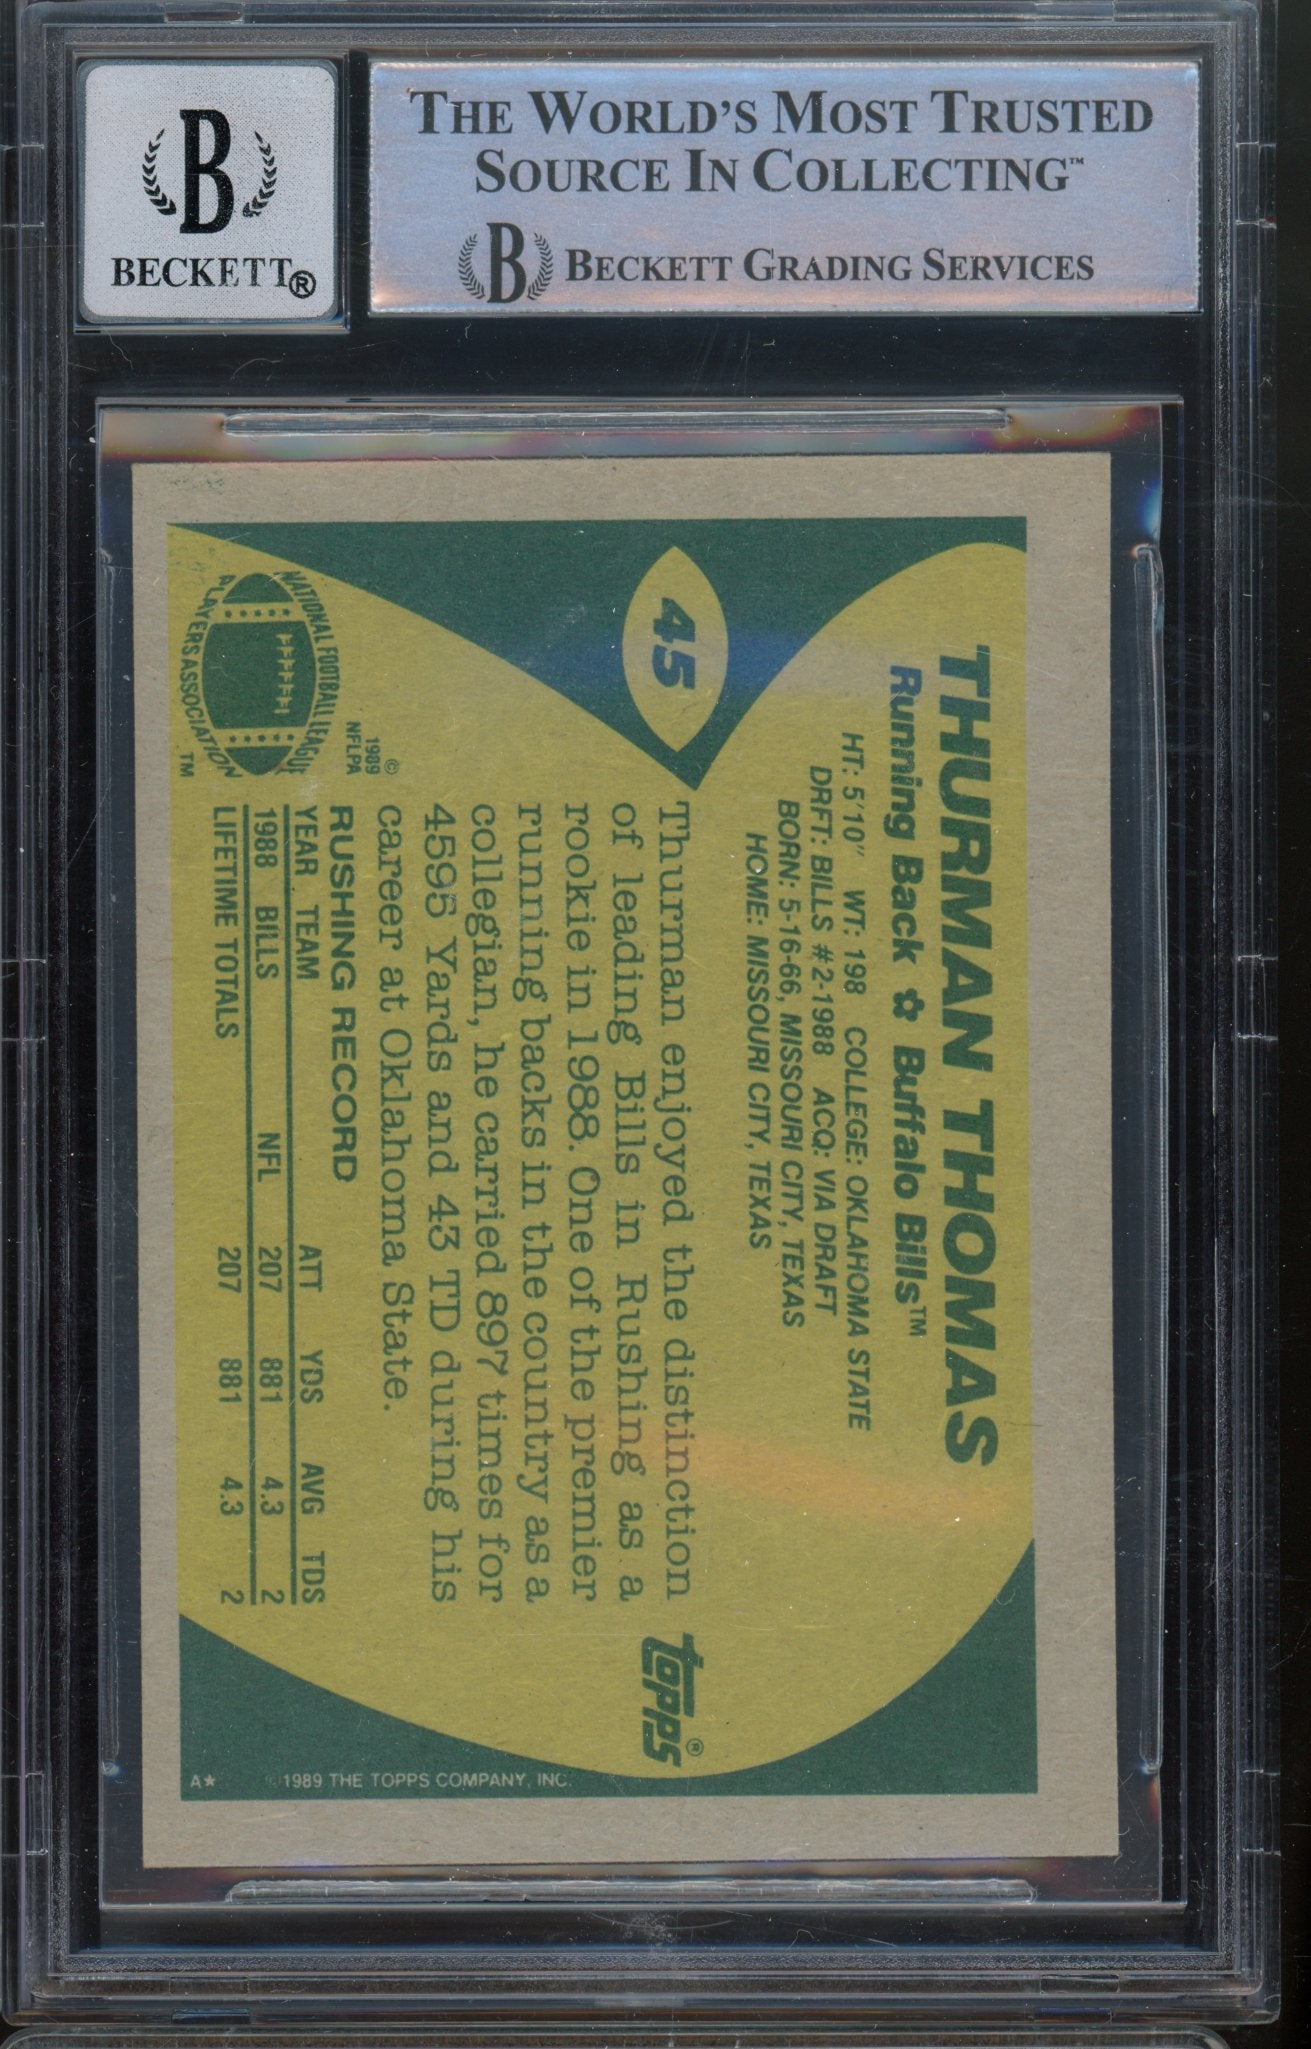 B
BECKETT®
THE WORLD'S MOST TRUSTED
SOURCE IN COLLECTING™
B BECKETT GRADING SERVICES
THURMAN THOMAS
Running Back Buffalo Bills™
HT: 5'10" WT: 198 COLLEGE: OKLAHOMA STATE
DRFT: BILLS #2-1988 ACQ: VIA DRAFT
BORN: 5-16-66, MISSOURI CITY, TEXAS
HOME: MISSOURI CITY, TEXAS
45
Thurman enjoyed the distinction
of leading Bills in Rushing as a
rookie in 1988. One of the premier
running backs in the country as a
collegian, he carried 897 times for
4595 Yards and 43 TD during his
career at Oklahoma State.
topps®
©
1989
NFLPA
NATIONAL FOOTBALL LEAGUE
PLAYERS ASSOCIATION
TM
RUSHING RECORD
YEAR TEAM ATT YDS AVG TDS
1988 BILLS NFL 207 881 4.3 2
LIFETIME TOTALS 207 881 4.3 2
A★ ©1989 THE TOPPS COMPANY, INC.